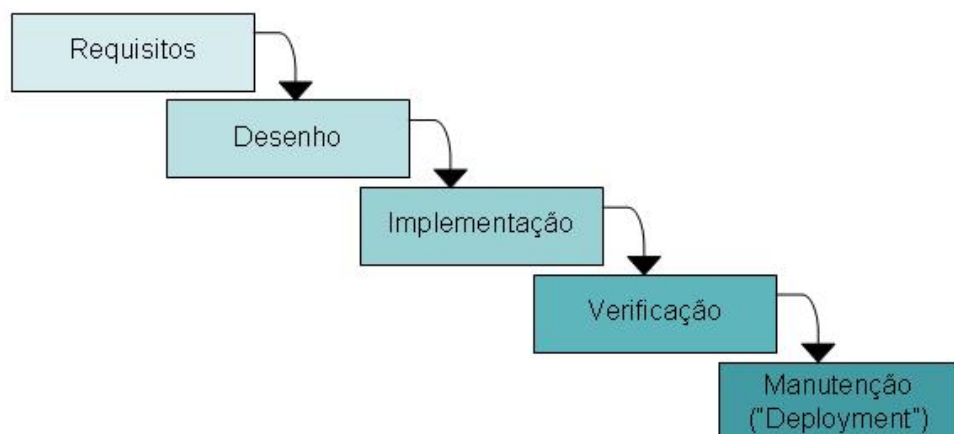 Requisitos
Desenho
Implementação
Verificação
Manutenção
("Deployment")